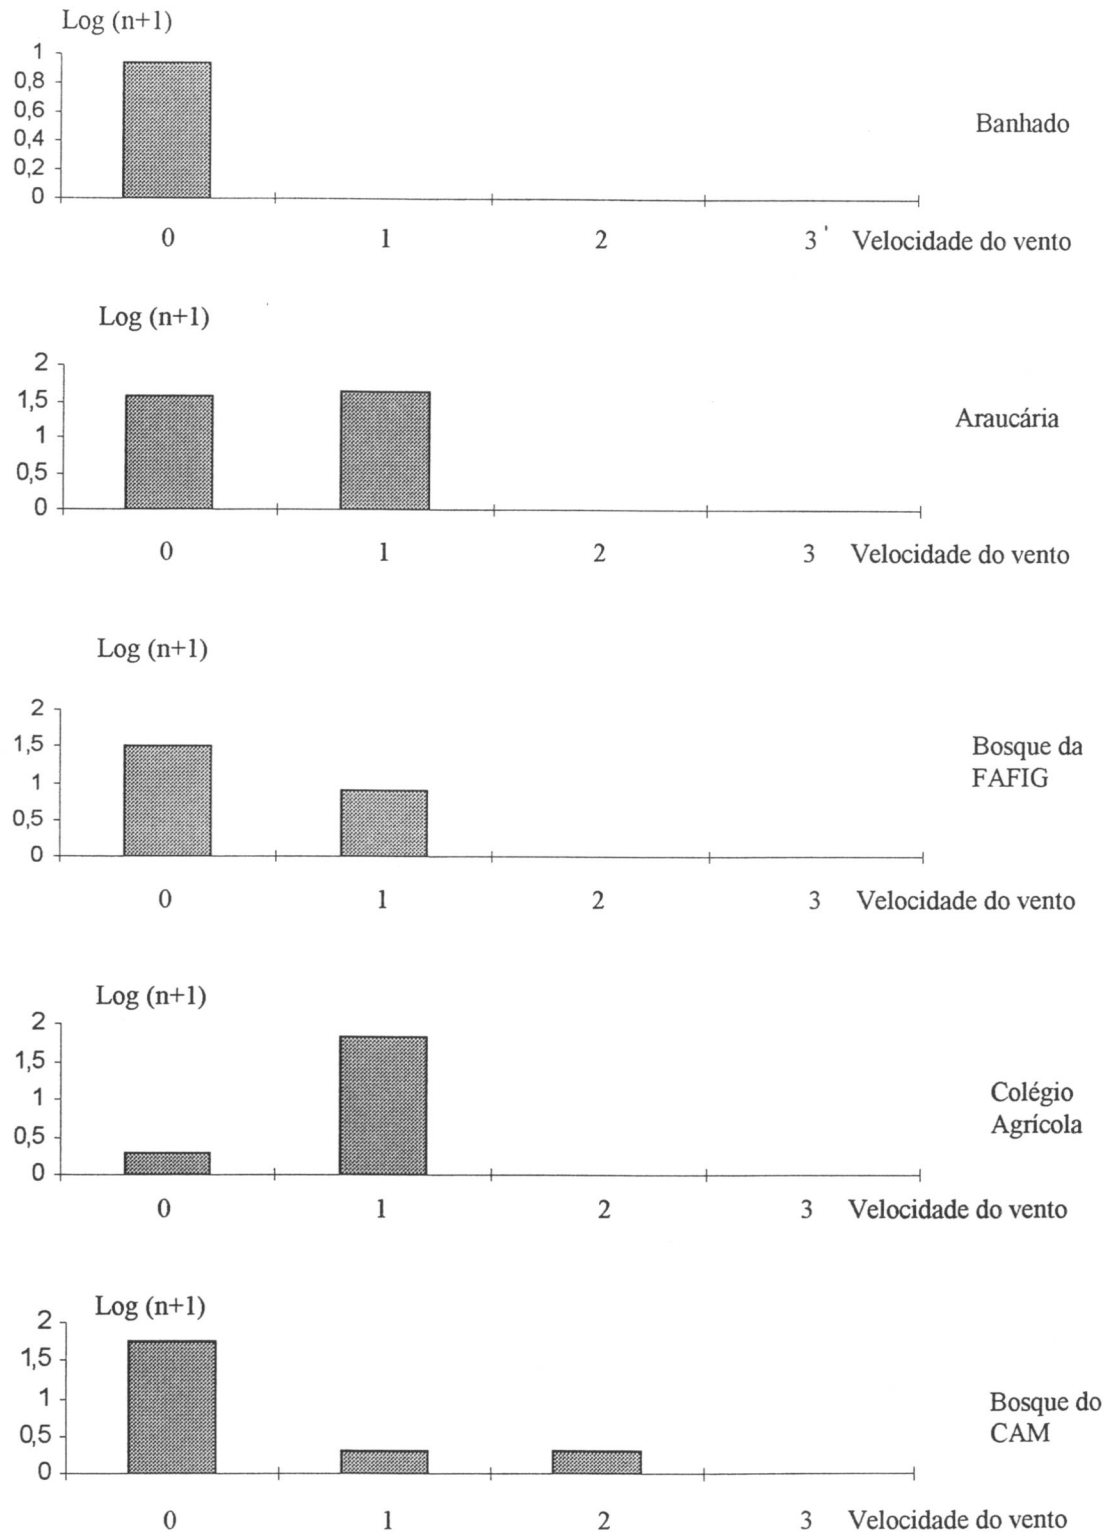 Log (n+1)
1
0,8
0,6
0,4
0,2
0
Banhado
0 1 2 3 Velocidade do vento
Log (n+1)
2
1,5
1
0,5
0
Araucária
0 1 2 3 Velocidade do vento
Log (n+1)
2
1,5
1
0,5
0
Bosque da
FAFIG
0 1 2 3 Velocidade do vento
Log (n+1)
2
1,5
1
0,5
0
Colégio
Agrícola
0 1 2 3 Velocidade do vento
Log (n+1)
2
1,5
1
0,5
0
Bosque do
CAM
0 1 2 3 Velocidade do vento